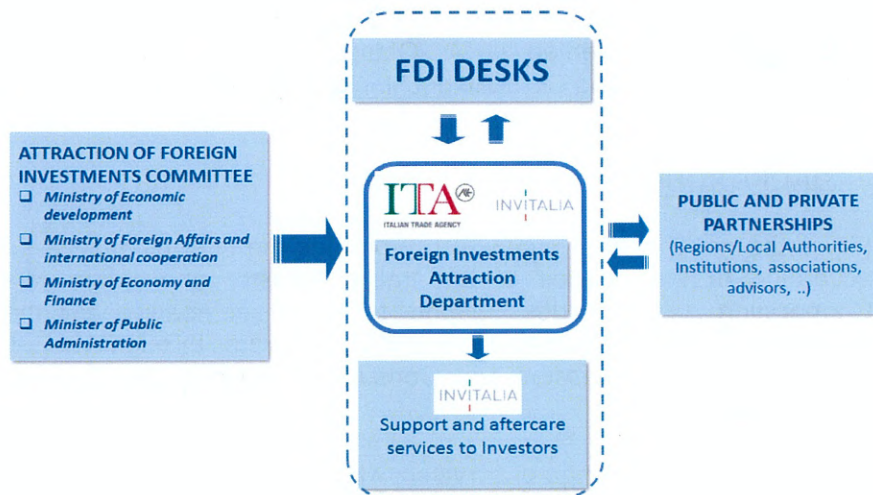 FDI DESKS
ATTRACTION OF FOREIGN
INVESTMENTS COMMITTEE
Ministry of Economic
development
Ministry of Foreign Affairs and
international cooperation
Ministry of Economy and
Finance
Minister of Public
Administration
ITA
ITALIAN TRADE AGENCY
INVITALIA
Foreign Investments
Attraction
Department
PUBLIC AND PRIVATE
PARTNERSHIPS
(Regions/Local Authorities,
Institutions, associations,
advisors, ..)
INVITALIA
Support and aftercare
services to Investors